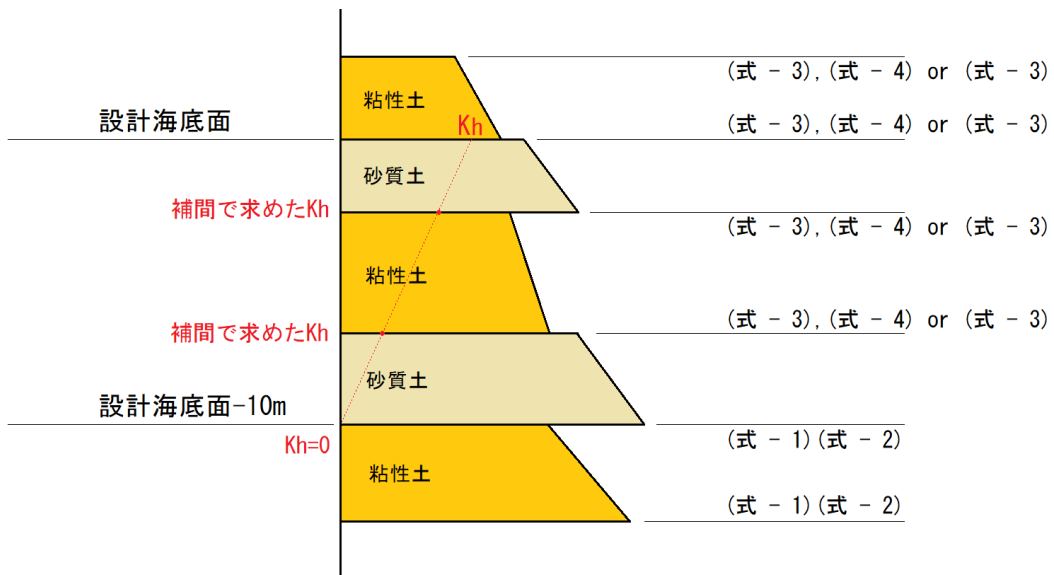 (式 - 3),(式 - 4) or (式 - 3)
粘性土
設計海底面
Kh
(式 - 3),(式 - 4) or (式 - 3)
砂質土
補間で求めたKh
(式 - 3),(式 - 4) or (式 - 3)
粘性土
補間で求めたKh
(式 - 3),(式 - 4) or (式 - 3)
砂質土
設計海底面-10m
Kh=0
(式 - 1)(式 - 2)
粘性土
(式 - 1)(式 - 2)